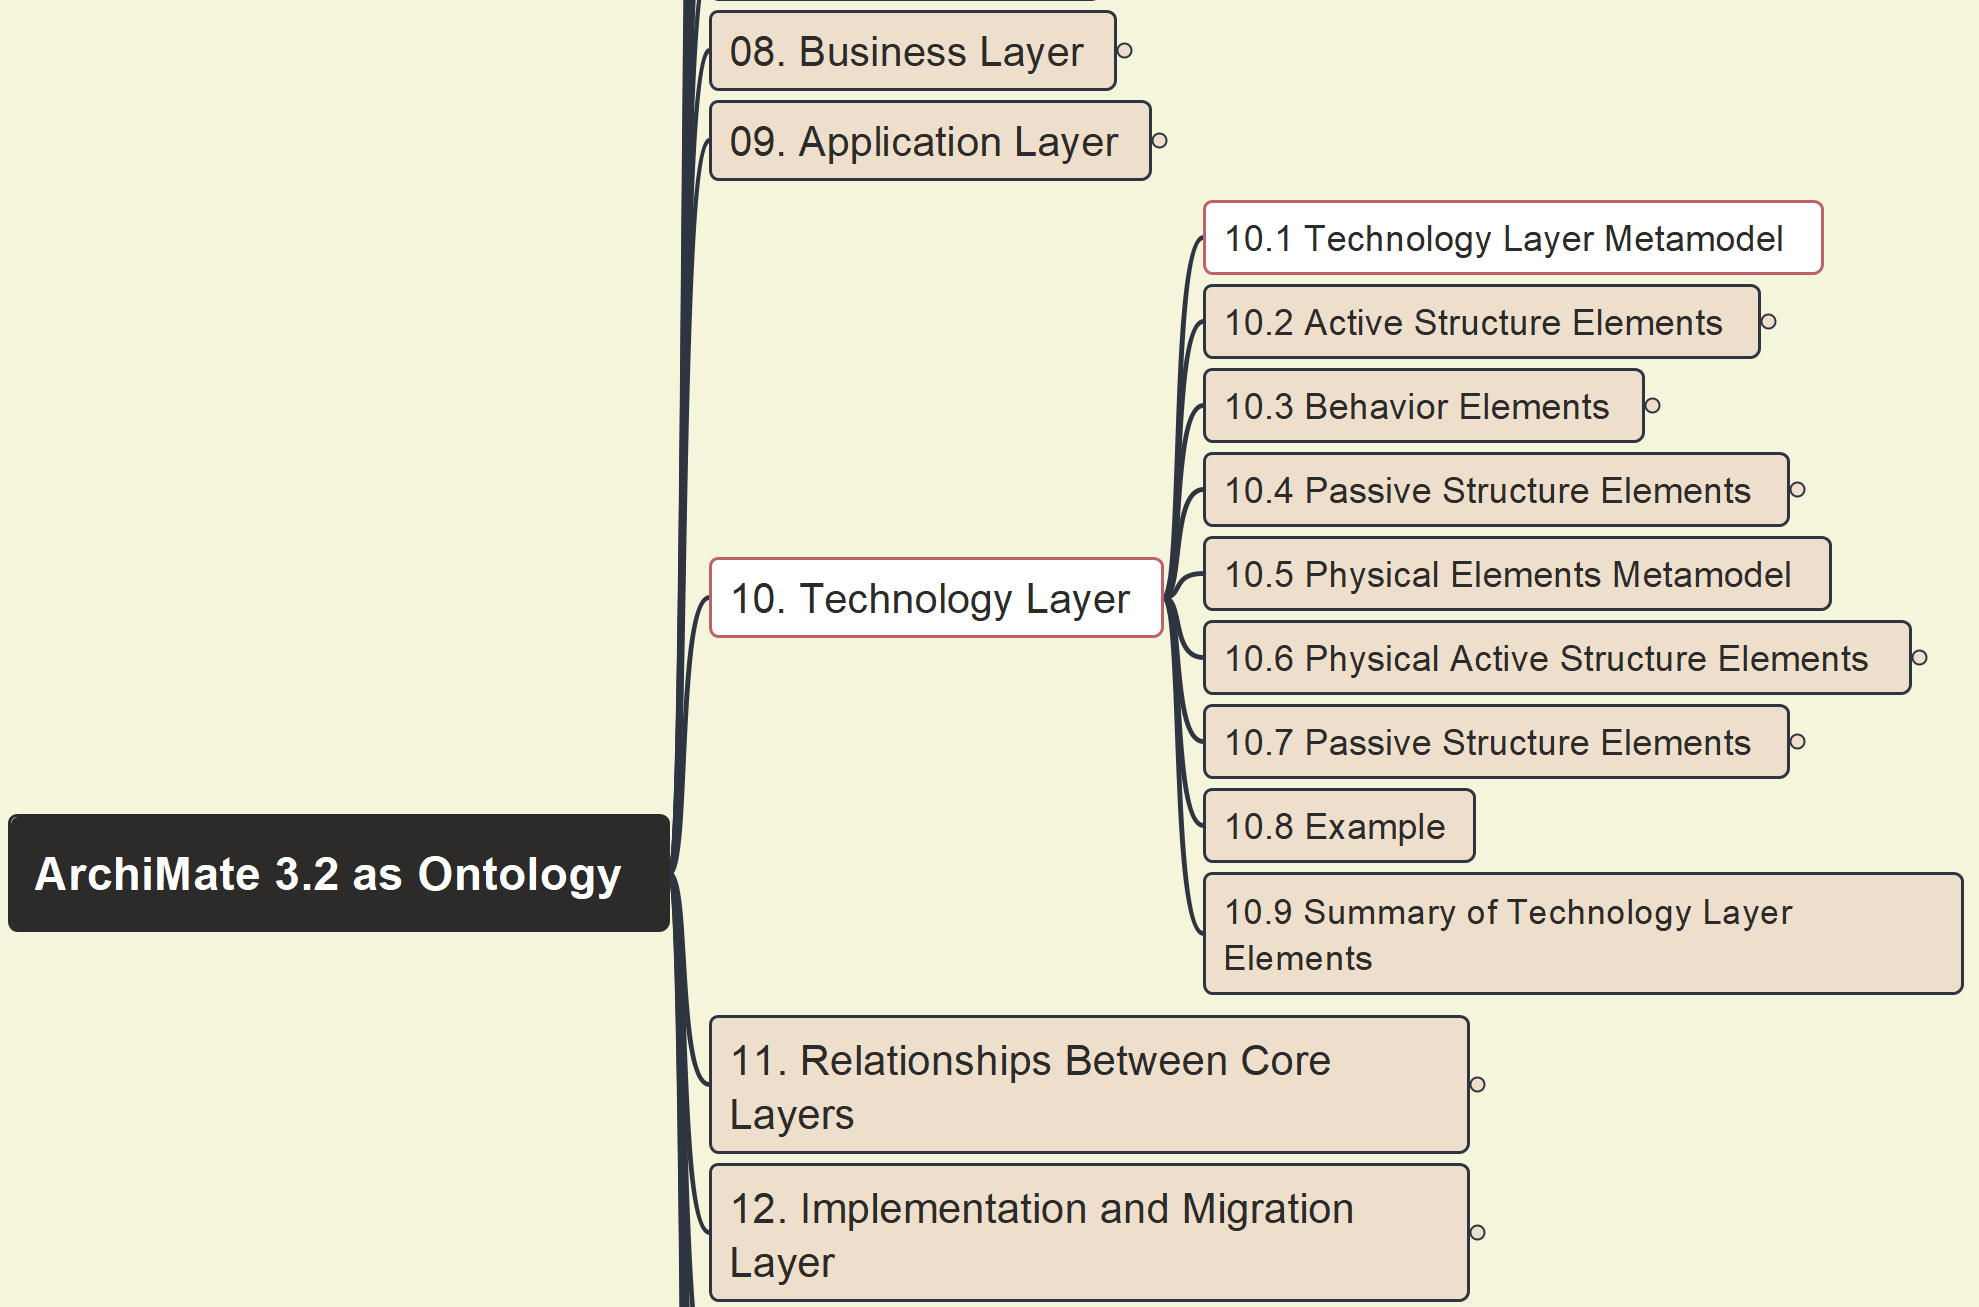 08. Business Layer
09. Application Layer
10.1 Technology Layer Metamodel
10.2 Active Structure Elements
10.3 Behavior Elements
10.4 Passive Structure Elements
10.5 Physical Elements Metamodel
10. Technology Layer
10.6 Physical Active Structure Elements
10.7 Passive Structure Elements
10.8 Example
ArchiMate 3.2 as Ontology
10.9 Summary of Technology Layer
Elements
11. Relationships Between Core
Layers
12. Implementation and Migration
Layer